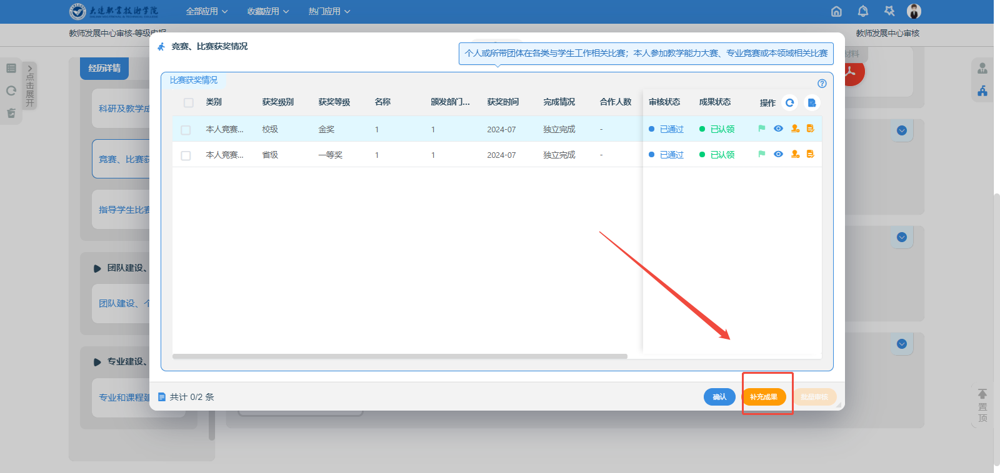 大连职业技术学院
全部应用
收藏应用
热门应用
教师发展中心审核-等级申报
教师发展中心审核
竞赛、比赛获奖情况
个人或所带团体在各类与学生工作相关比赛；本人参加教学能力大赛、专业竞赛或本领域相关比赛
材料
经历详情
点击展开
比赛获奖情况
类别 获奖级别 获奖等级 名称 颁发部门... 获奖时间 完成情况 合作人数 审核状态 成果状态 操作
本人竞赛... 校级 金奖 1 1 2024-07 独立完成 - 已通过 已认领
本人竞赛... 省级 一等奖 1 1 2024-07 独立完成 - 已通过 已认领
科研及教学成
竞赛、比赛获
指导学生比赛
团队建设、
团队建设、个
专业建设、
专业和课程建
共计 0/2 条
确认
补充成果
批量审核
置顶